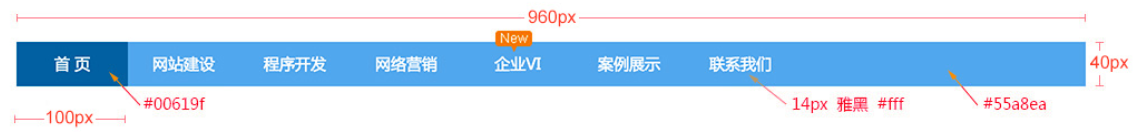 960px
New
首 页 网站建设 程序开发 网络营销 企业VI 案例展示 联系我们
40px
#00619f 14px 雅黑 #fff #55a8ea
100px